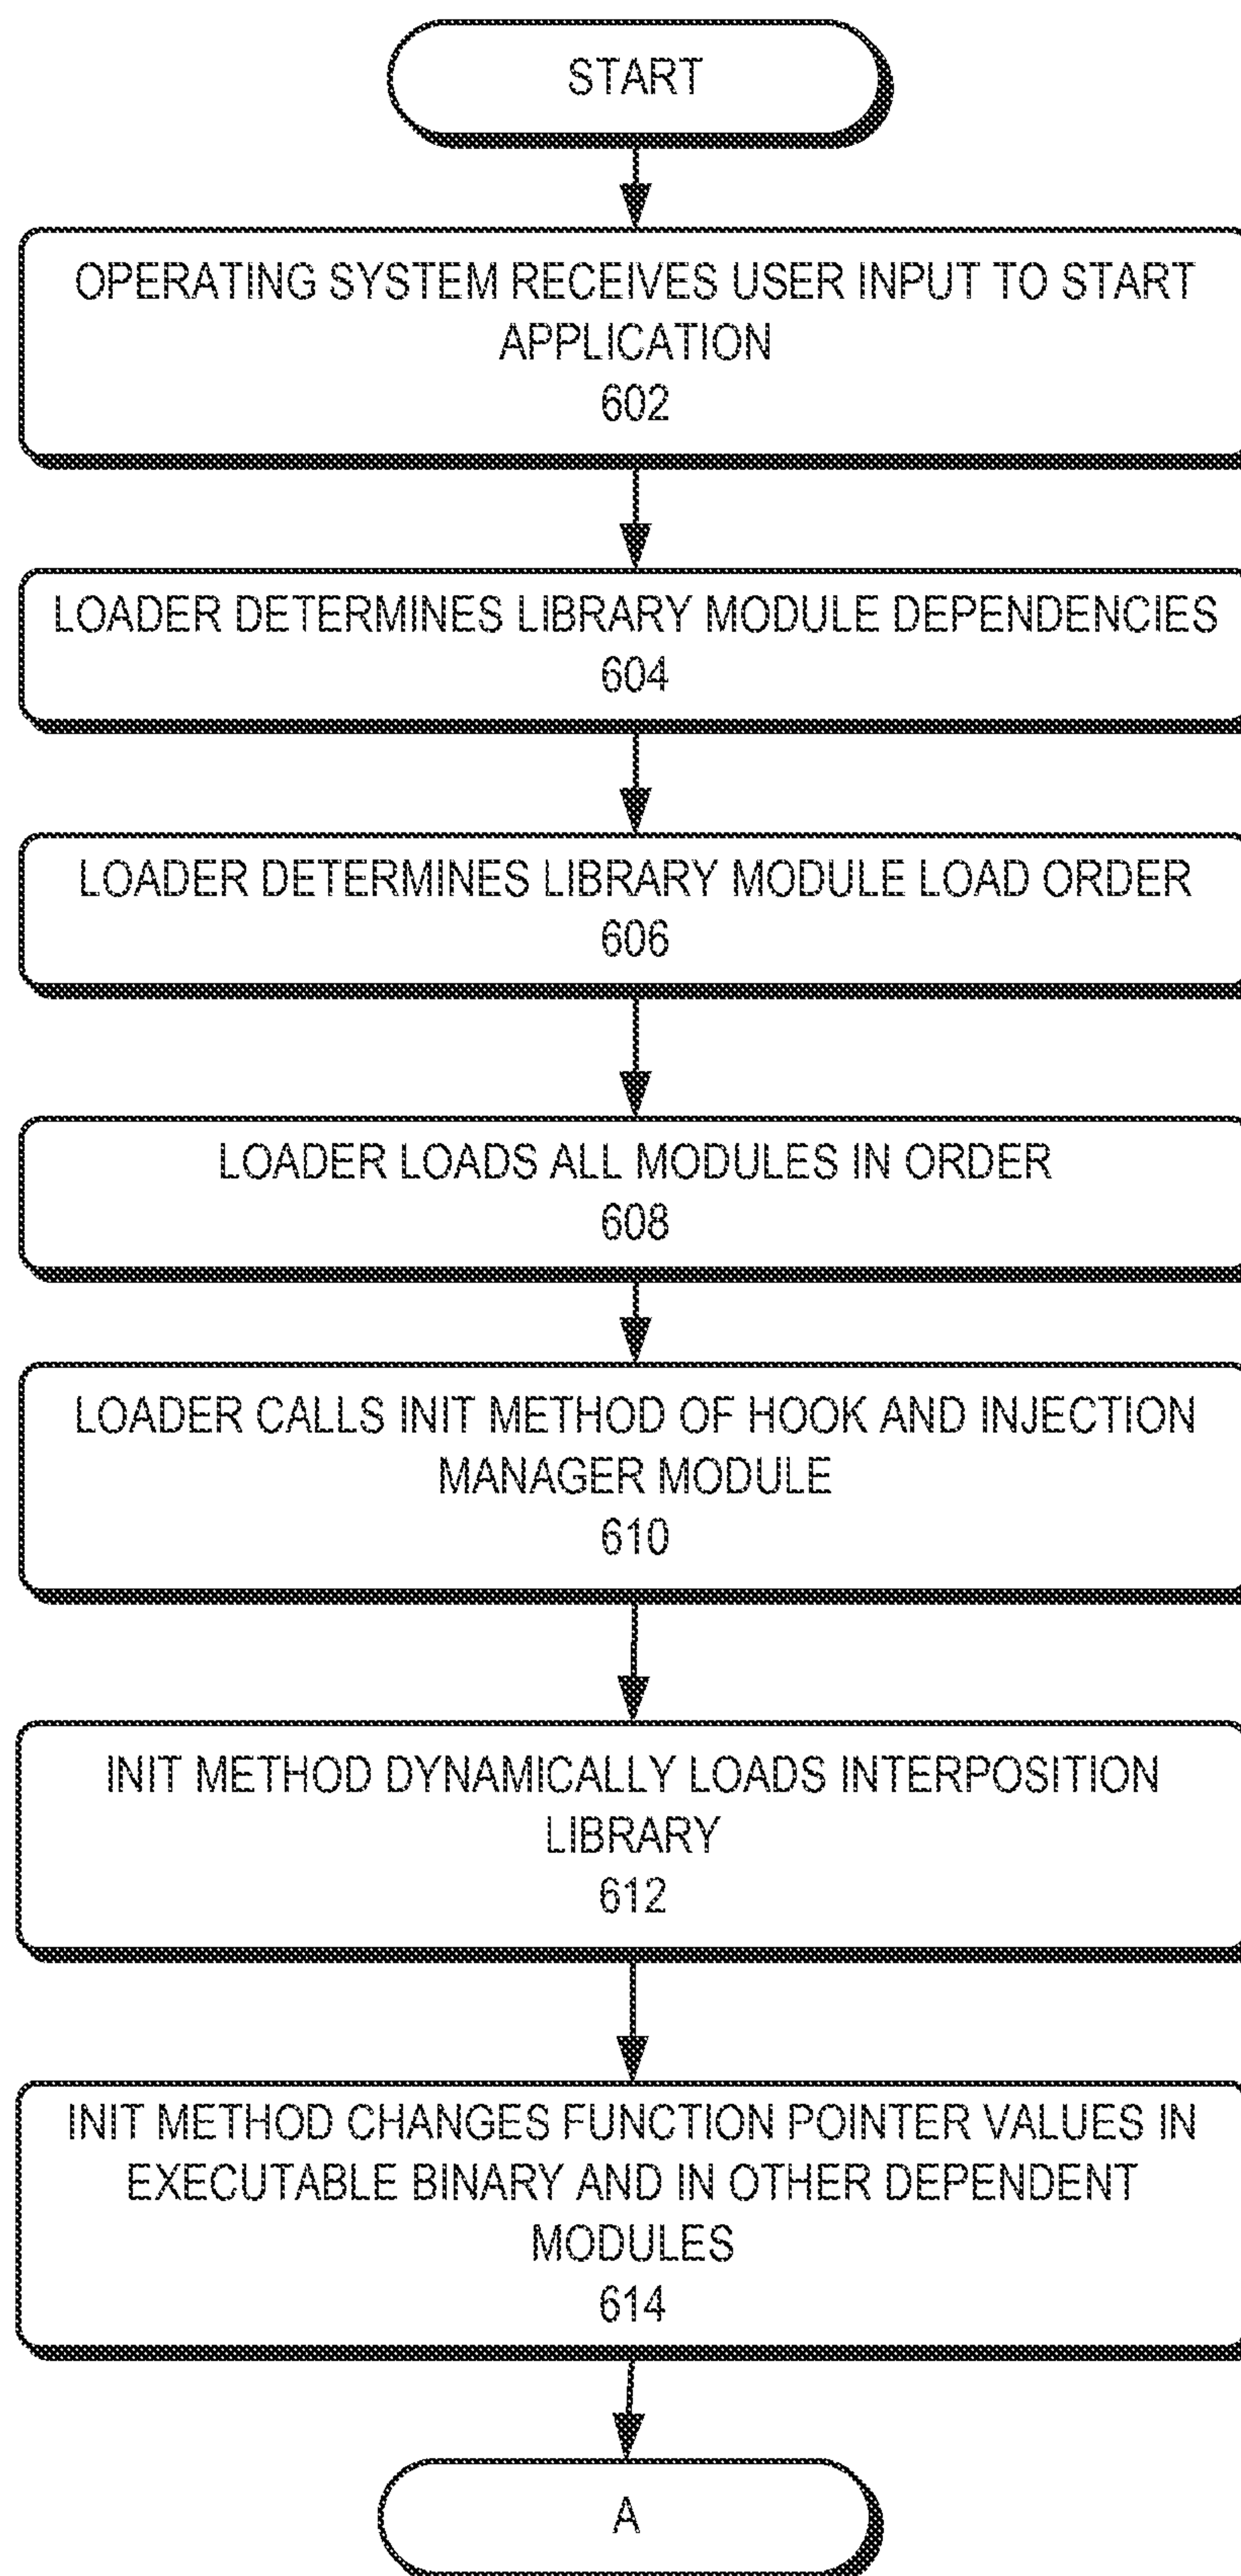 START
OPERATING SYSTEM RECEIVES USER INPUT TO START
APPLICATION
602
LOADER DETERMINES LIBRARY MODULE DEPENDENCIES
604
LOADER DETERMINES LIBRARY MODULE LOAD ORDER
606
LOADER LOADS ALL MODULES IN ORDER
608
LOADER CALLS INIT METHOD OF HOOK AND INJECTION
MANAGER MODULE
610
INIT METHOD DYNAMICALLY LOADS INTERPOSITION
LIBRARY
612
INIT METHOD CHANGES FUNCTION POINTER VALUES IN
EXECUTABLE BINARY AND IN OTHER DEPENDENT
MODULES
614
A